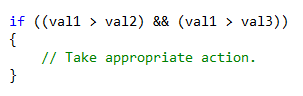 if ((val1 > val2) && (val1 > val3))
{
    // Take appropriate action.
}